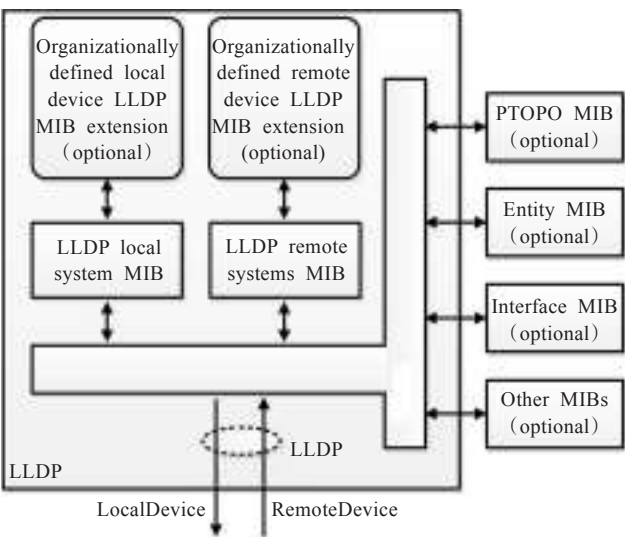 Organizationally
defined local
device LLDP
MIB extension
（optional）
Organizationally
defined remote
device LLDP
MIB extension
(optional)
LLDP local
system MIB
LLDP remote
systems MIB
PTOPO MIB
（optional）
Entity MIB
（optional）
Interface MIB
（optional）
Other MIBs
（optional）
LLDP
LLDP
LocalDevice
RemoteDevice